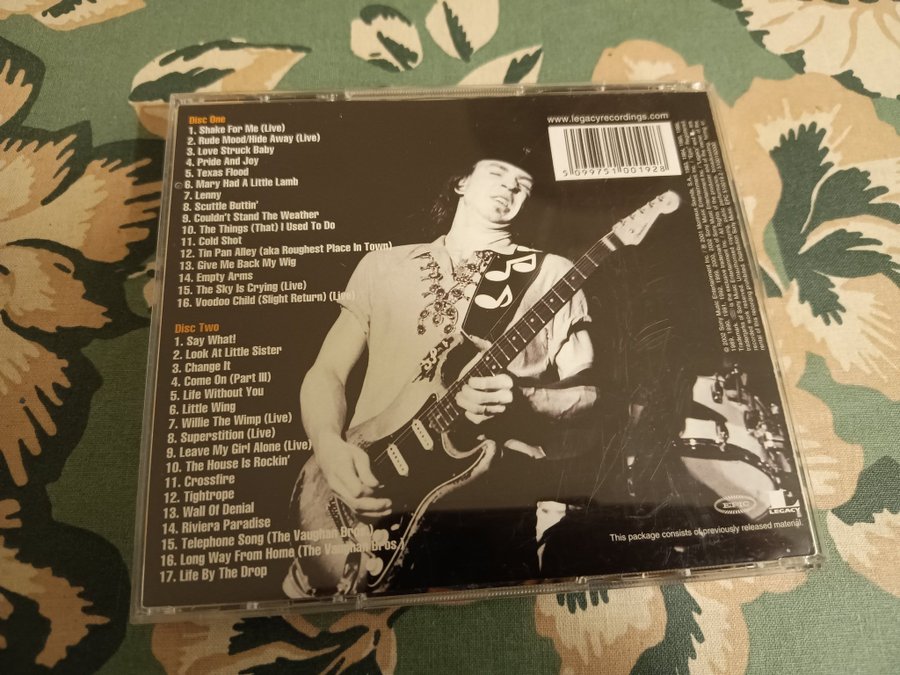 Disc One
1. Shake For Me (Live)
2. Rude Mood/Hide Away (Live)
3. Love Struck Baby
4. Pride And Joy
5. Texas Flood
6. Mary Had A Little Lamb
7. Lenny
8. Scuttle Buttin'
9. Couldn't Stand The Weather
10. The Things (That) I Used To Do
11. Cold Shot
12. Tin Pan Alley (aka Roughest Place In Town)
13. Give Me Back My Wig
14. Empty Arms
15. The Sky Is Crying (Live)
16. Voodoo Child (Slight Return) (Live)
Disc Two
1. Say What!
2. Look At Little Sister
3. Change It
4. Come On (Part III)
5. Life Without You
6. Little Wing
7. Willie The Wimp (Live)
8. Superstition (Live)
9. Leave My Girl Alone (Live)
10. The House Is Rockin'
11. Crossfire
12. Tightrope
13. Wall Of Denial
14. Riviera Paradise
15. Telephone Song (The Vaughan Bros.)
16. Long Way From Home (The Vaughan Bros.)
17. Life By The Drop
www.legacyrecordings.com
5 099751 001928
EPIC
L
LEGACY
This package consists of previously released material.